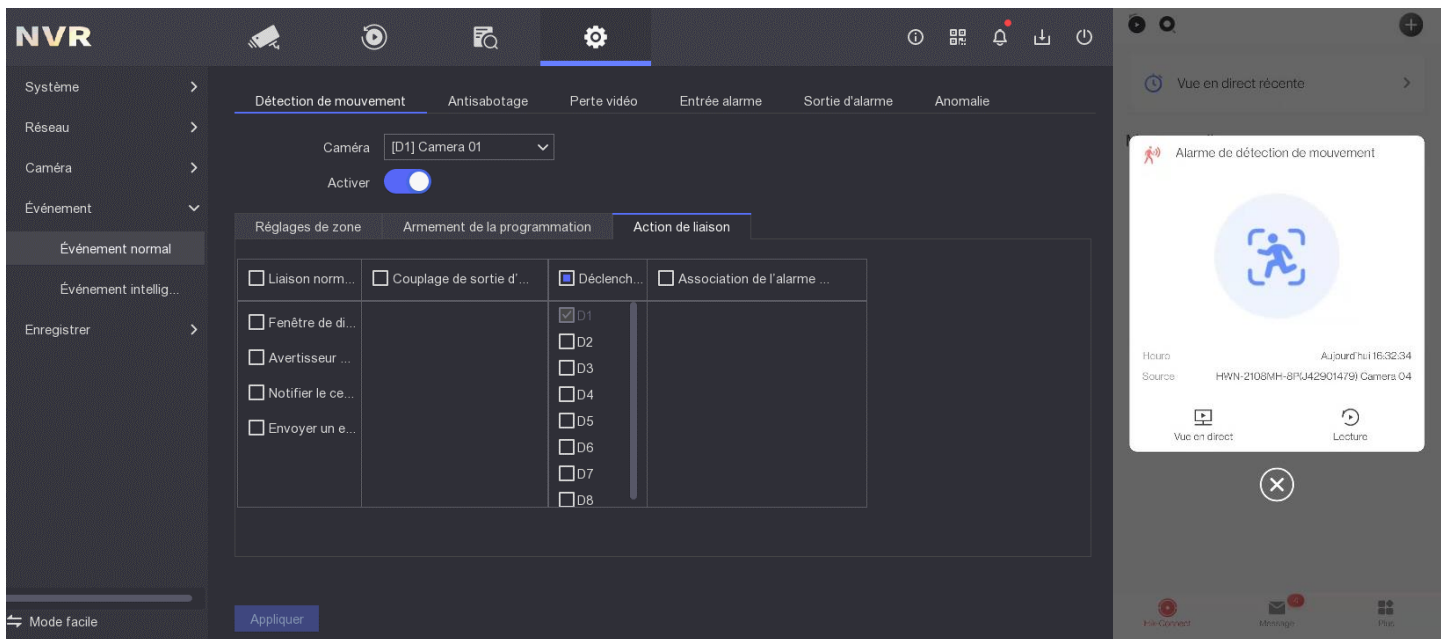 NVR
Système
Réseau
Caméra
Événement
Événement normal
Événement intellig...
Enregistrer
Mode facile
Détection de mouvement
Antisabotage
Perte vidéo
Entrée alarme
Sortie d'alarme
Anomalie
Caméra
[D1] Camera 01
Activer
Réglages de zone
Armement de la programmation
Action de liaison
Liaison norm...
Couplage de sortie d'...
Déclench...
Association de l'alarme ...
Fenêtre de di...
Avertisseur ...
Notifier le ce...
Envoyer un e...
D1
D2
D3
D4
D5
D6
D7
D8
Appliquer
Vue en direct récente
Alarme de détection de mouvement
Heure
Aujourd'hui 16:32:34
Source
HWN-2108MH-8P(J42901479) Camera 04
Vue en direct
Lecture
Message
Plus